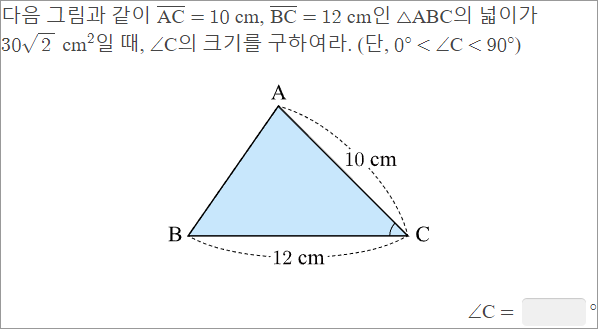 다음 그림과 같이 A̅C̅ = 10 cm, B̅C̅ = 12 cm인 △ABC의 넓이가
30√2 cm²일 때, ∠C의 크기를 구하여라. (단, 0° < ∠C < 90°)
A
10 cm
B
C
12 cm
∠C = °